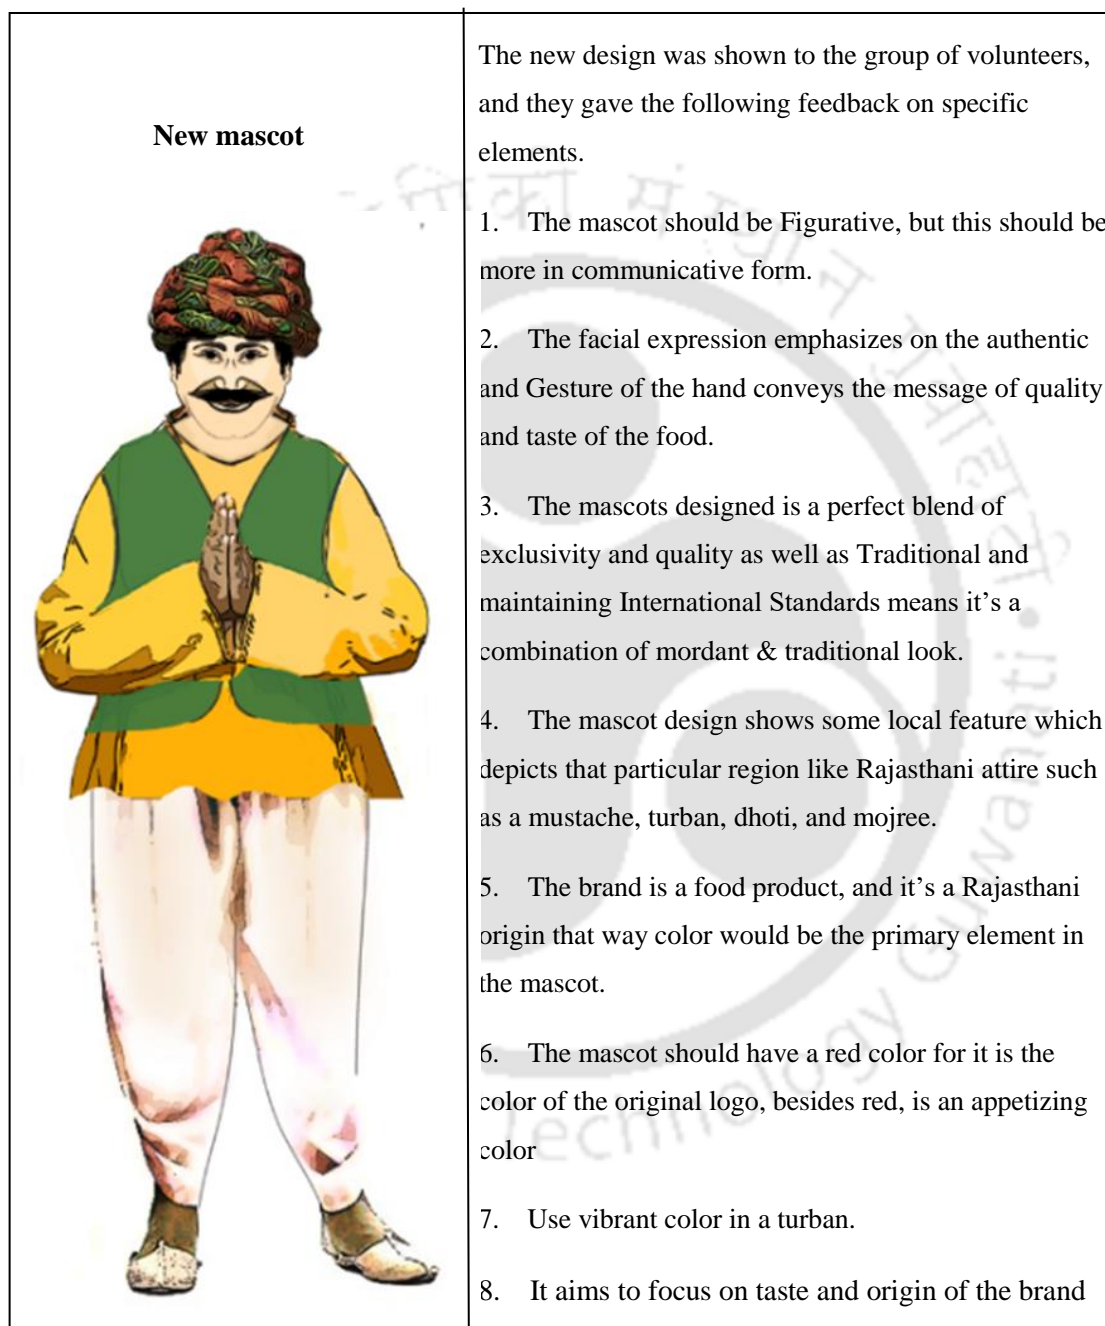 New mascot
The new design was shown to the group of volunteers,
and they gave the following feedback on specific
elements.
1. The mascot should be Figurative, but this should be
more in communicative form.
2. The facial expression emphasizes on the authentic
and Gesture of the hand conveys the message of quality
and taste of the food.
3. The mascots designed is a perfect blend of
exclusivity and quality as well as Traditional and
maintaining International Standards means it’s a
combination of mordant & traditional look.
4. The mascot design shows some local feature which
depicts that particular region like Rajasthani attire such
as a mustache, turban, dhoti, and mojree.
5. The brand is a food product, and it’s a Rajasthani
origin that way color would be the primary element in
the mascot.
6. The mascot should have a red color for it is the
color of the original logo, besides red, is an appetizing
color
7. Use vibrant color in a turban.
8. It aims to focus on taste and origin of the brand
Technology Guwahati